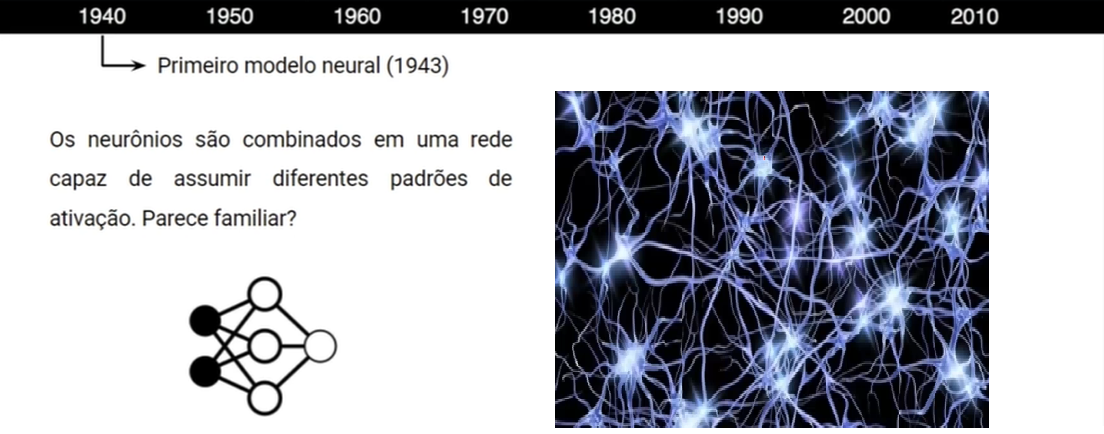 1940 1950 1960 1970 1980 1990 2000 2010
Primeiro modelo neural (1943)
Os neurônios são combinados em uma rede
capaz de assumir diferentes padrões de
ativação. Parece familiar?